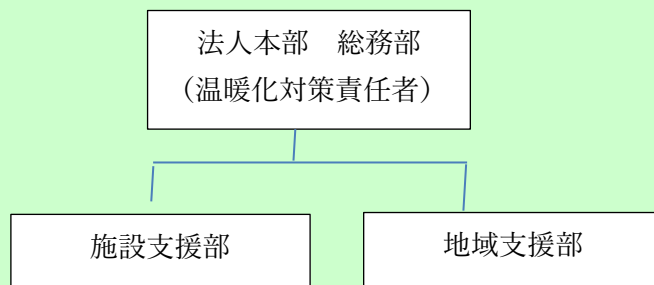 法人本部　総務部
（温暖化対策責任者）
施設支援部
地域支援部